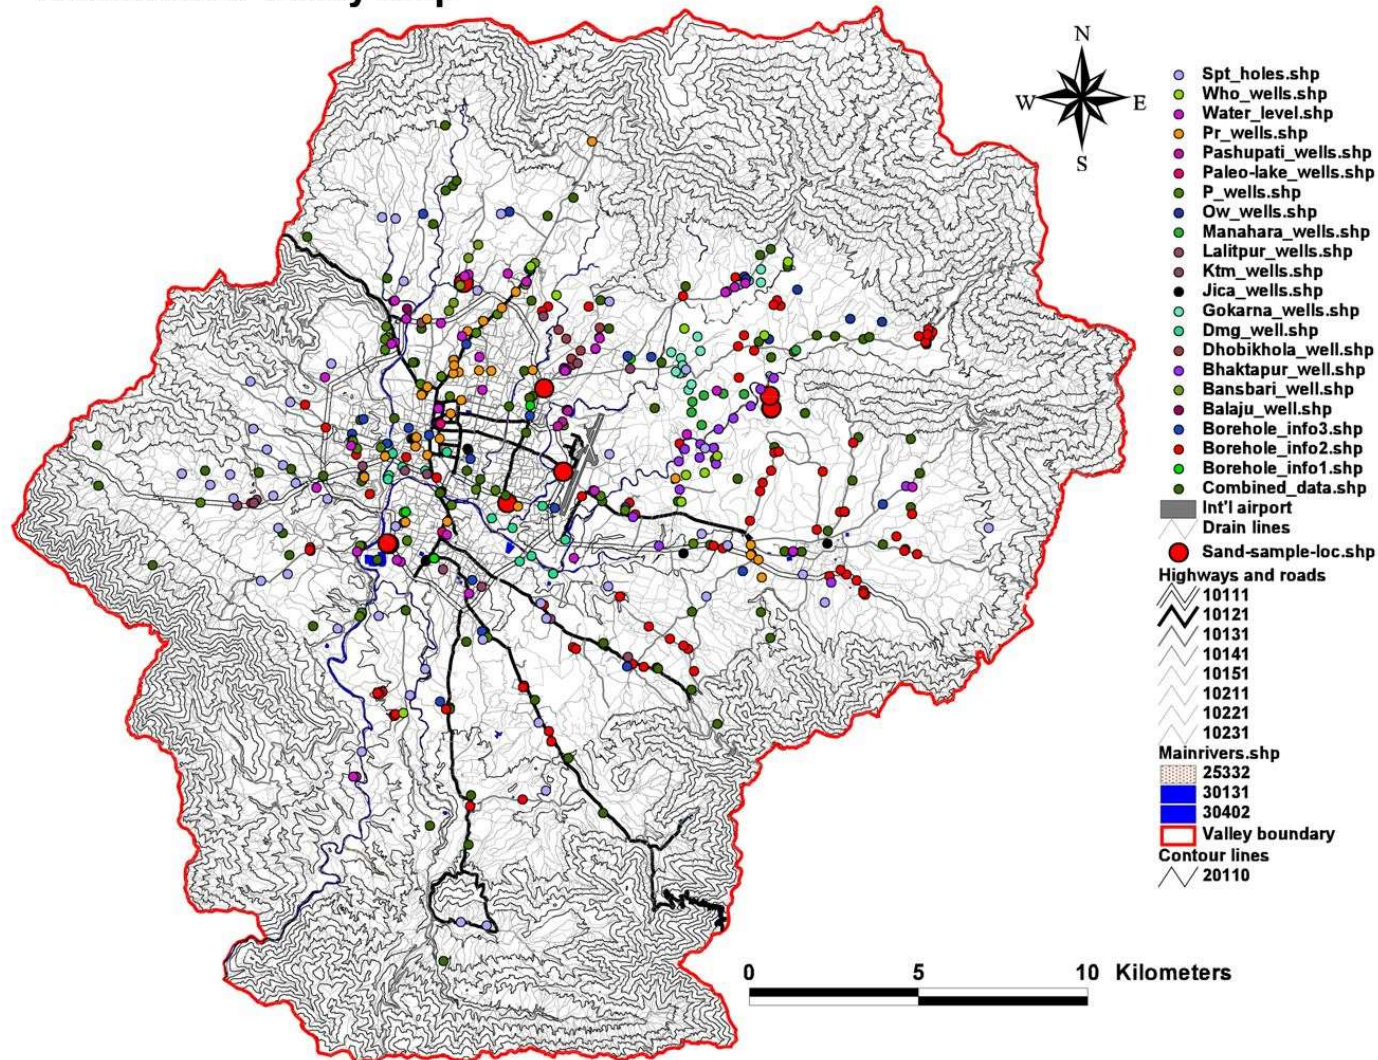 N
W
E
S
Spt_holes.shp
Who_wells.shp
Water_level.shp
Pr_wells.shp
Pashupati_wells.shp
Paleo-lake_wells.shp
P_wells.shp
Ow_wells.shp
Manahara_wells.shp
Lalitpur_wells.shp
Ktm_wells.shp
Jica_wells.shp
Gokarna_wells.shp
Dmg_well.shp
Dhobikhola_well.shp
Bhaktapur_well.shp
Bansbari_well.shp
Balaju_well.shp
Borehole_info3.shp
Borehole_info2.shp
Borehole_info1.shp
Combined_data.shp
Int'l airport
Drain lines
Sand-sample-loc.shp
Highways and roads
10111
10121
10131
10141
10151
10211
10221
10231
Mainrivers.shp
25332
30131
30402
Valley boundary
Contour lines
20110
0 5 10 Kilometers